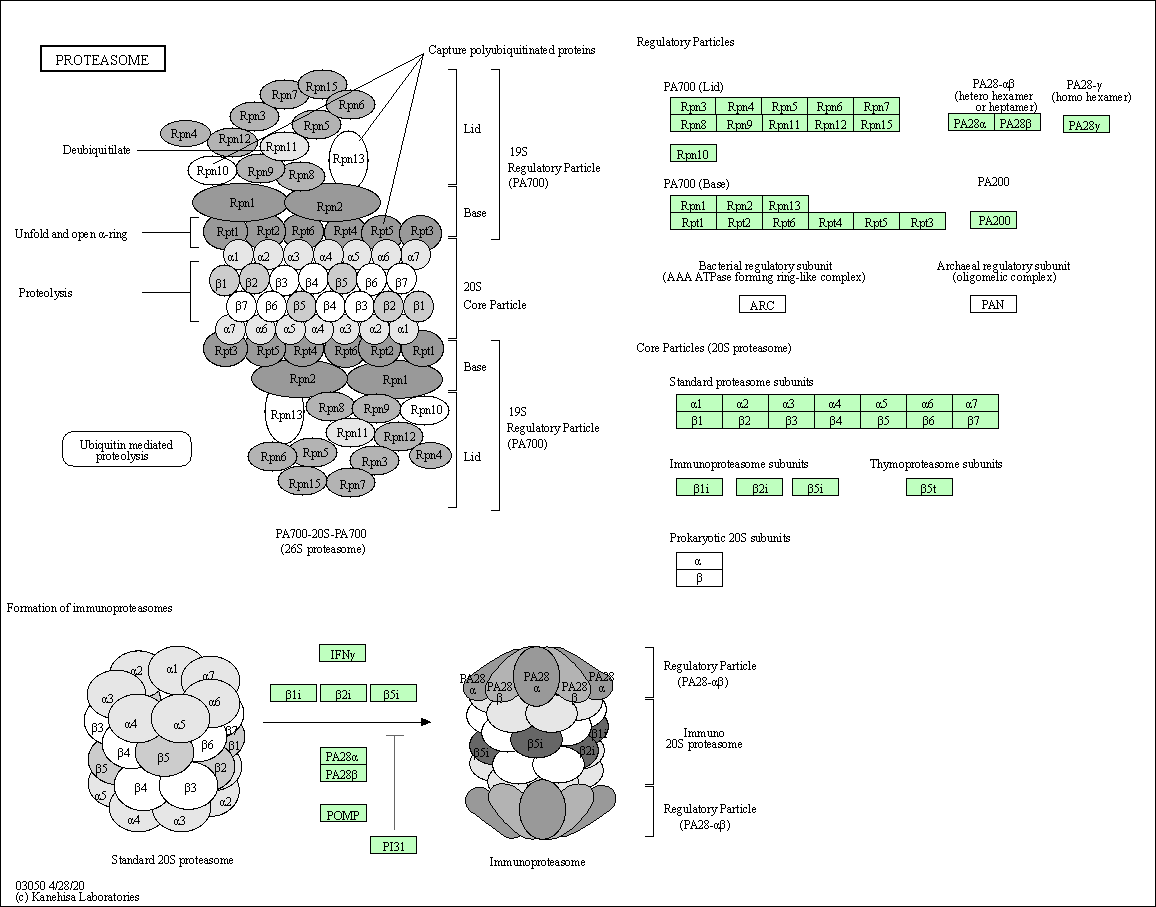 PROTEASOME
Capture polyubiquitinated proteins
Rpn15
Rpn7
Rpn6
Rpn3
Rpn5
Rpn4
Rpn12
Rpn11
Deubiquitilate
Rpn13
Rpn10
Rpn9
Rpn8
Lid
19S
Regulatory Particle
(PA700)
Rpn1
Rpn2
Base
Unfold and open α-ring
Rpt1 Rpt2 Rpt6 Rpt4 Rpt5 Rpt3
α1 α2 α3 α4 α5 α6 α7
Proteolysis
β1 β2 β3 β4 β5 β6 β7
20S
Core Particle
β7 β6 β5 β4 β3 β2 β1
α7 α6 α5 α4 α3 α2 α1
Rpt3 Rpt5 Rpt4 Rpt6 Rpt2 Rpt1
Base
Rpn2 Rpn1
Rpn13 Rpn8 Rpn9 Rpn10
19S
Regulatory Particle
(PA700)
Rpn11 Rpn12
Rpn6 Rpn5 Rpn3 Rpn4
Lid
Rpn15 Rpn7
Ubiquitin mediated
proteolysis
PA700-20S-PA700
(26S proteasome)
Regulatory Particles
PA700 (Lid)
Rpn3 Rpn4 Rpn5 Rpn6 Rpn7
Rpn8 Rpn9 Rpn11 Rpn12 Rpn15
Rpn10
PA28-αβ
(hetero hexamer
or heptamer)
PA28α PA28β
PA28-γ
(homo hexamer)
PA28γ
PA700 (Base)
Rpn1 Rpn2 Rpn13
Rpt1 Rpt2 Rpt6 Rpt4 Rpt5 Rpt3
PA200
PA200
Bacterial regulatory subunit
(AAA ATPase forming ring-like complex)
ARC
Archaeal regulatory subunit
(oligomelic complex)
PAN
Core Particles (20S proteasome)
Standard proteasome subunits
α1 α2 α3 α4 α5 α6 α7
β1 β2 β3 β4 β5 β6 β7
Immunoproteasome subunits
β1i β2i β5i
Thymoproteasome subunits
β5t
Prokaryotic 20S subunits
α
β
Formation of immunoproteasomes
α2 α1 α7
α3 α6
α4 α5
β3 β7
β4 β6 β1
β5
β5 β2
β4 β3
α5 α2
α4 α3
Standard 20S proteasome
IFNγ
β1i β2i β5i
PA28α
PA28β
POMP
PI31
PA28
α
PA28
β
PA28
α
PA28
β
PA28
α
β1i
β5i β5i β2i
Immunoproteasome
Regulatory Particle
(PA28-αβ)
Immuno
20S proteasome
Regulatory Particle
(PA28-αβ)
03050 4/28/20
(c) Kanehisa Laboratories